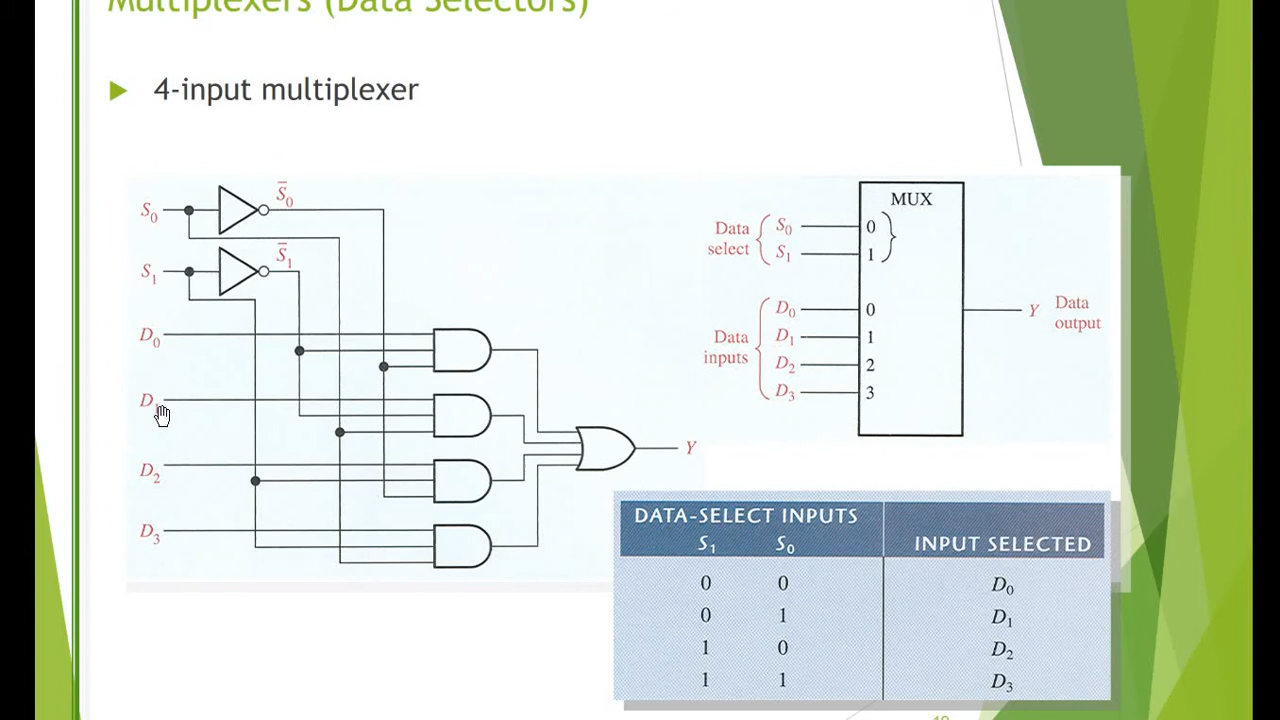 Multiplexers (Data Selectors)
4-input multiplexer
S̅₀
S₀
S̅₁
S₁
D₀
D
D₂
D₃
Y
MUX
Data select
S₀ 0
S₁ 1
Data inputs
D₀ 0
D₁ 1
D₂ 2
D₃ 3
Y Data output
DATA-SELECT INPUTS
S₁ S₀ INPUT SELECTED
0 0 D₀
0 1 D₁
1 0 D₂
1 1 D₃